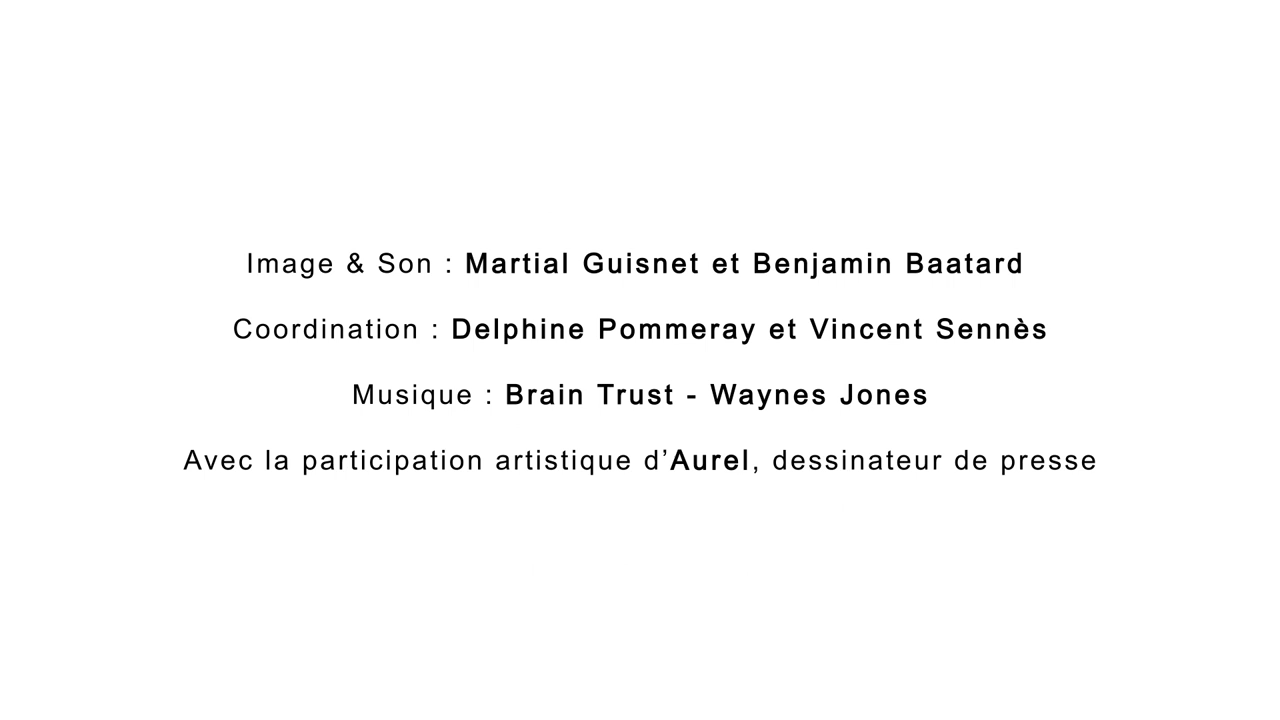 Image & Son : Martial Guisnet et Benjamin Baatard
Coordination : Delphine Pommeray et Vincent Sennès
Musique : Brain Trust - Waynes Jones
Avec la participation artistique d’Aurel, dessinateur de presse